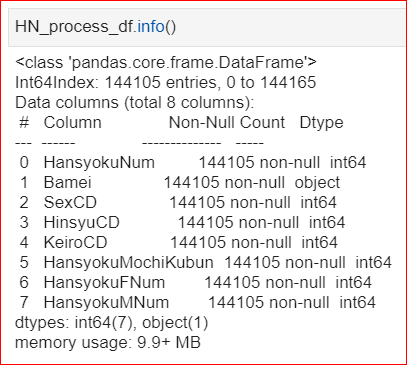 HN_process_df.info()
<class 'pandas.core.frame.DataFrame'>
Int64Index: 144105 entries, 0 to 144165
Data columns (total 8 columns):
 #   Column             Non-Null Count   Dtype
---  ------             --------------   -----
 0   HansyokuNum          144105 non-null  int64
 1   Bamei                144105 non-null  object
 2   SexCD                144105 non-null  int64
 3   HinsyuCD             144105 non-null  int64
 4   KeiroCD              144105 non-null  int64
 5   HansyokuMochiKubun  144105 non-null  int64
 6   HansyokuFNum         144105 non-null  int64
 7   HansyokuMNum         144105 non-null  int64
dtypes: int64(7), object(1)
memory usage: 9.9+ MB